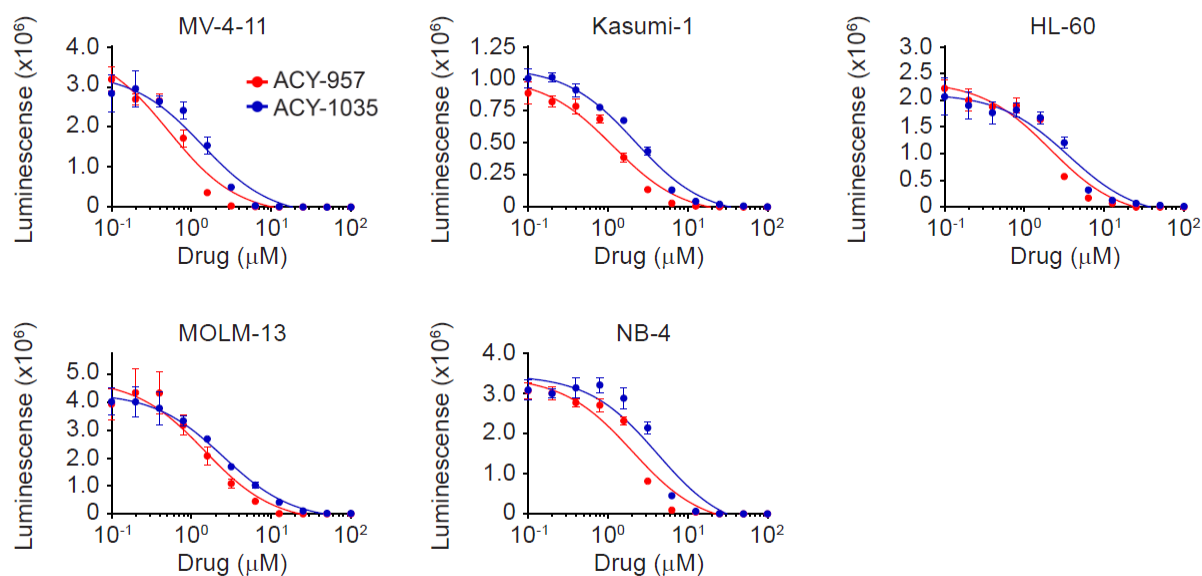 MV-4-11
Luminescense (x10⁶)
4.0
3.0
2.0
1.0
0
10⁻¹ 10⁰ 10¹ 10²
Drug (μM)
ACY-957
ACY-1035
Kasumi-1
Luminescense (x10⁶)
1.25
1.00
0.75
0.50
0.25
0
10⁻¹ 10⁰ 10¹ 10²
Drug (μM)
HL-60
Luminescense (x10⁶)
3.0
2.5
2.0
1.5
1.0
0.5
0
10⁻¹ 10⁰ 10¹ 10²
Drug (μM)
MOLM-13
Luminescense (x10⁶)
5.0
4.0
3.0
2.0
1.0
0
10⁻¹ 10⁰ 10¹ 10²
Drug (μM)
NB-4
Luminescense (x10⁶)
4.0
3.0
2.0
1.0
0
10⁻¹ 10⁰ 10¹ 10²
Drug (μM)